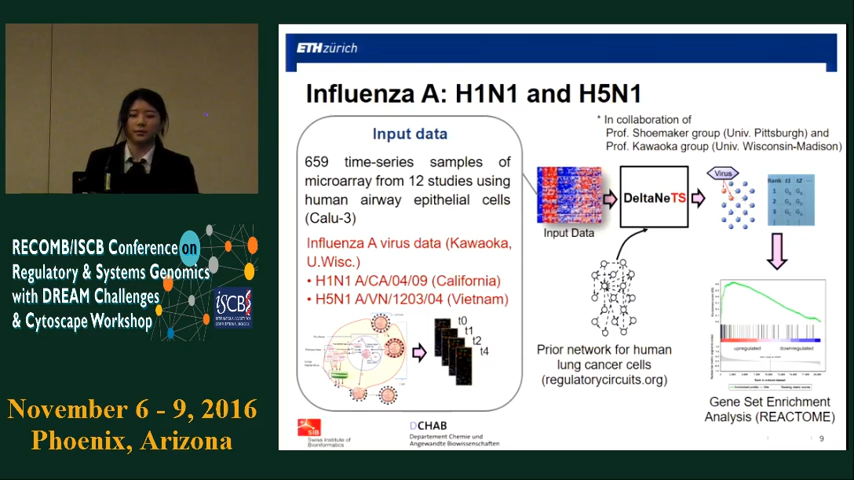 RECOMB/ISCB Conference on
Regulatory & Systems Genomics
with DREAM Challenges
& Cytoscape Workshop
ISCB
November 6 - 9, 2016
Phoenix, Arizona
ETH zürich
Influenza A: H1N1 and H5N1
* In collaboration of
Prof. Shoemaker group (Univ. Pittsburgh) and
Prof. Kawaoka group (Univ. Wisconsin-Madison)
Input data
659 time-series samples of
microarray from 12 studies using
human airway epithelial cells
(Calu-3)
Influenza A virus data (Kawaoka,
U.Wisc.)
• H1N1 A/CA/04/09 (California)
• H5N1 A/VN/1203/04 (Vietnam)
t0
t1
t2
t4
Input Data
DeltaNeTS
Virus
Rank t1 t2
1
2
3
Prior network for human
lung cancer cells
(regulatorycircuits.org)
upregulated
downregulated
Gene Set Enrichment
Analysis (REACTOME)
SIB
Swiss Institute of
Bioinformatics
DCHAB
Departement Chemie und
Angewandte Biowissenschaften
9